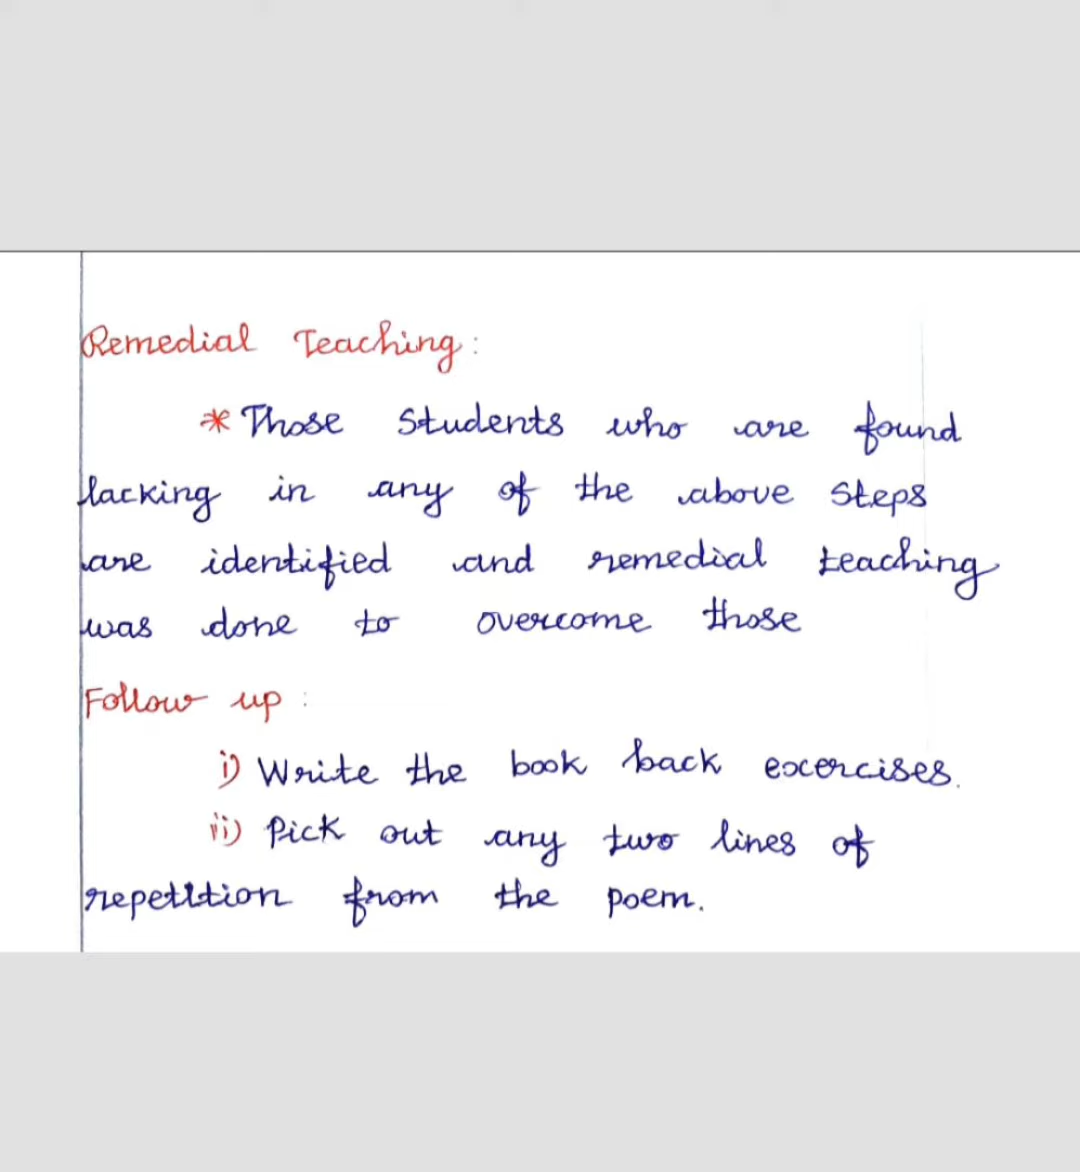 Remedial Teaching:
* Those students who are found
lacking in any of the above steps
are identified and remedial teaching
was done to overcome those
Follow up:
i) Write the book back exercises.
ii) Pick out any two lines of
repetition from the poem.